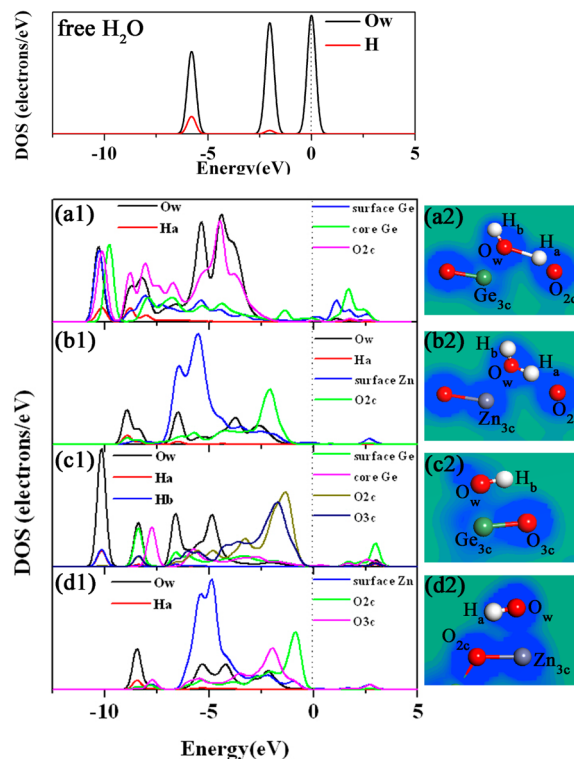 free H2O
Ow
H
DOS (electrons/eV)
-10 -5 0 5
Energy(eV)
(a1)
Ow
Ha
surface Ge
core Ge
O2c
(a2)
Hb
Ha
Ow
Ge3c
O2c
(b1)
Ow
Ha
surface Zn
O2c
(b2)
Hb
Ha
Ow
Zn3c
O2
(c1)
Ow
Ha
Hb
surface Ge
core Ge
O2c
O3c
(c2)
Ow
Hb
Ge3c
O3c
(d1)
Ow
Ha
surface Zn
O2c
O3c
(d2)
Ha
Ow
O2c
Zn3c
DOS (electrons/eV)
-10 -5 0 5
Energy(eV)